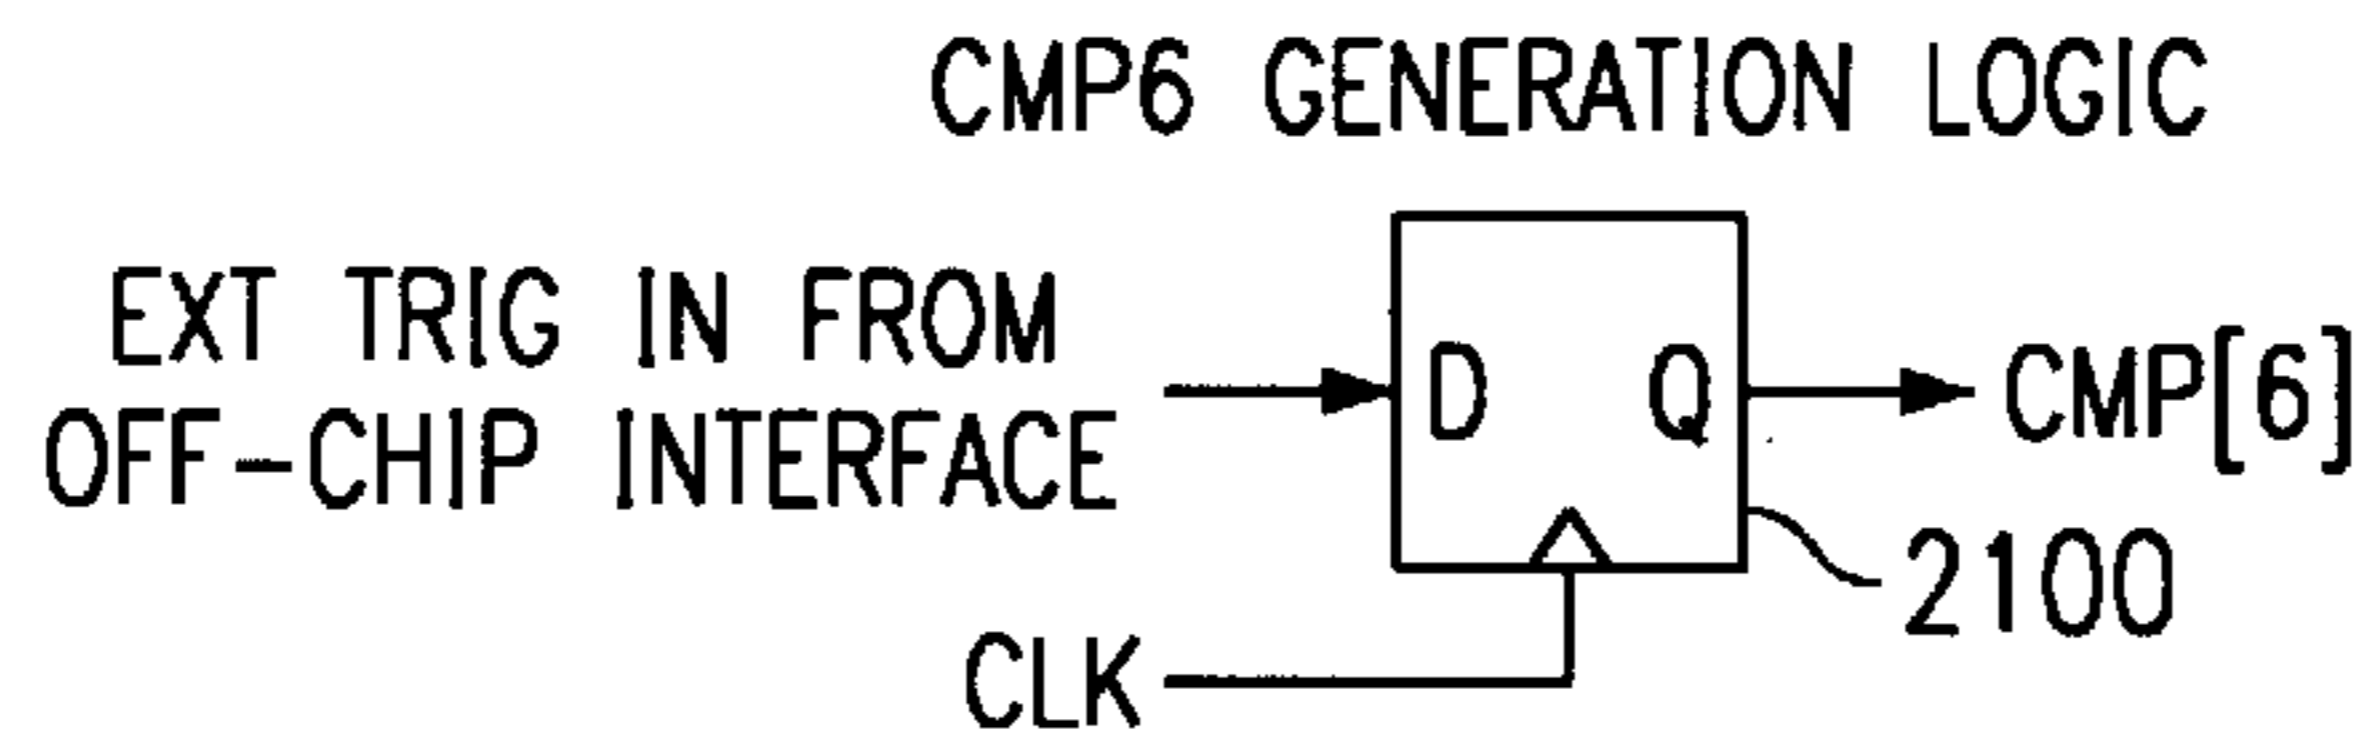 CMP6 GENERATION LOGIC
EXT TRIG IN FROM
OFF-CHIP INTERFACE
D Q
CMP[6]
2100
CLK